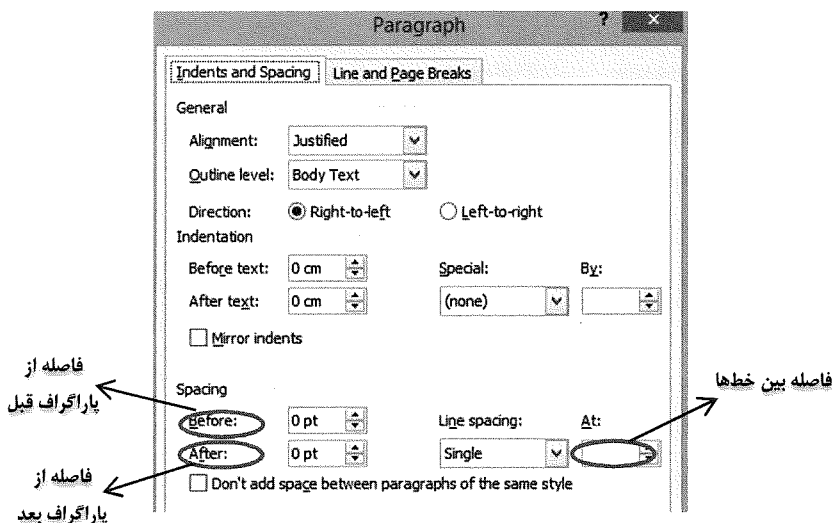 Paragraph ? x
Indents and Spacing Line and Page Breaks
General
Alignment: Justified
Outline level: Body Text
Direction: Right-to-left Left-to-right
Indentation
Before text: 0 cm Special: By:
After text: 0 cm (none)
Mirror indents
Spacing
Before: 0 pt Line spacing: At:
After: 0 pt Single
Don't add space between paragraphs of the same style
فاصله از
پاراگراف قبل
فاصله از
پاراگراف بعد
فاصله بین خط‌ها